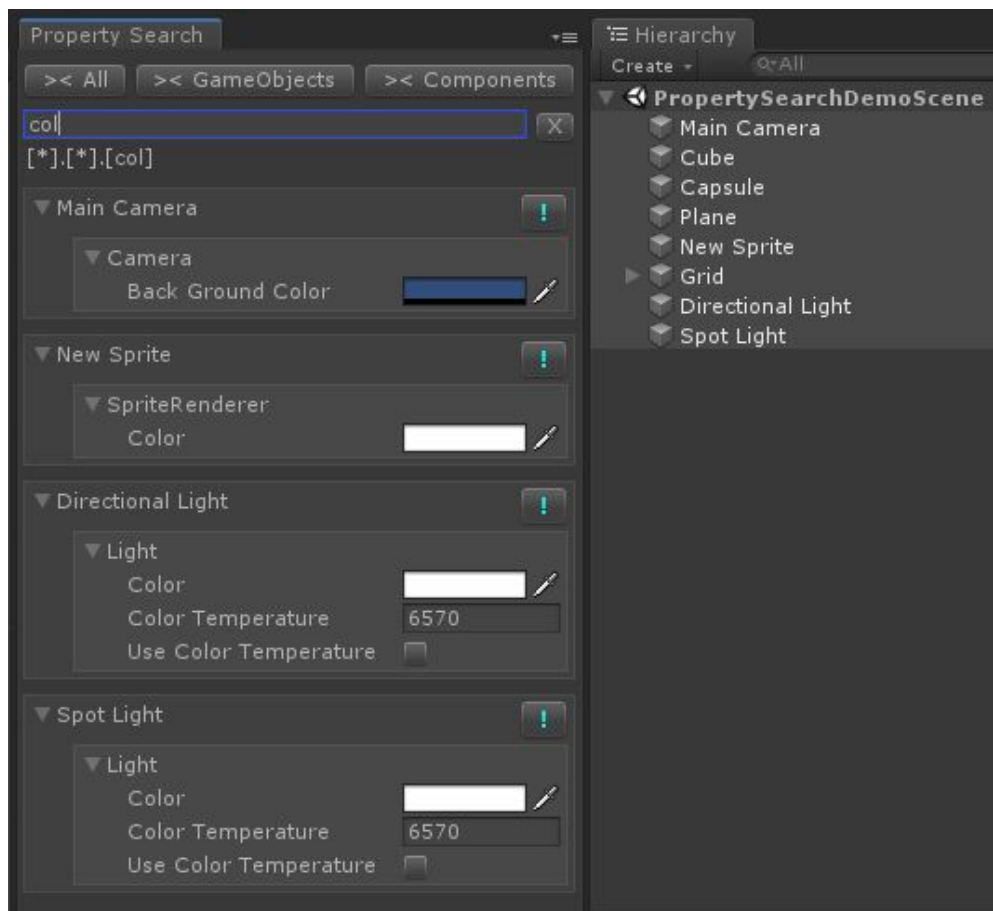 Property Search
>< All >< GameObjects >< Components
col X
[*].[*].[col]
Main Camera !
Camera
Back Ground Color
New Sprite !
SpriteRenderer
Color
Directional Light !
Light
Color
Color Temperature 6570
Use Color Temperature
Spot Light !
Light
Color
Color Temperature 6570
Use Color Temperature
Hierarchy
Create All
PropertySearchDemoScene
Main Camera
Cube
Capsule
Plane
New Sprite
Grid
Directional Light
Spot Light